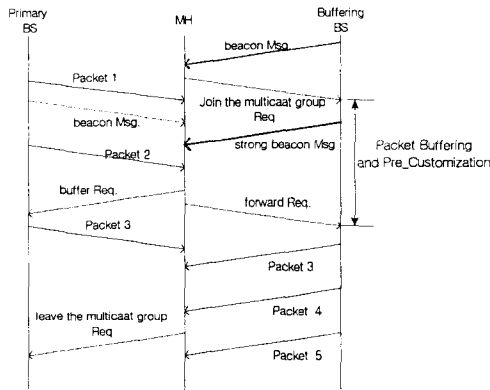 Primary
BS
MH
Buffering
BS
beacon Msg.
Packet 1
Join the multicaat group
Req
beacon Msg.
strong beacon Msg
Packet Buffering
and Pre_Customization
Packet 2
buffer Req.
forward Req.
Packet 3
Packet 3
leave the multicaat group
Req
Packet 4
Packet 5